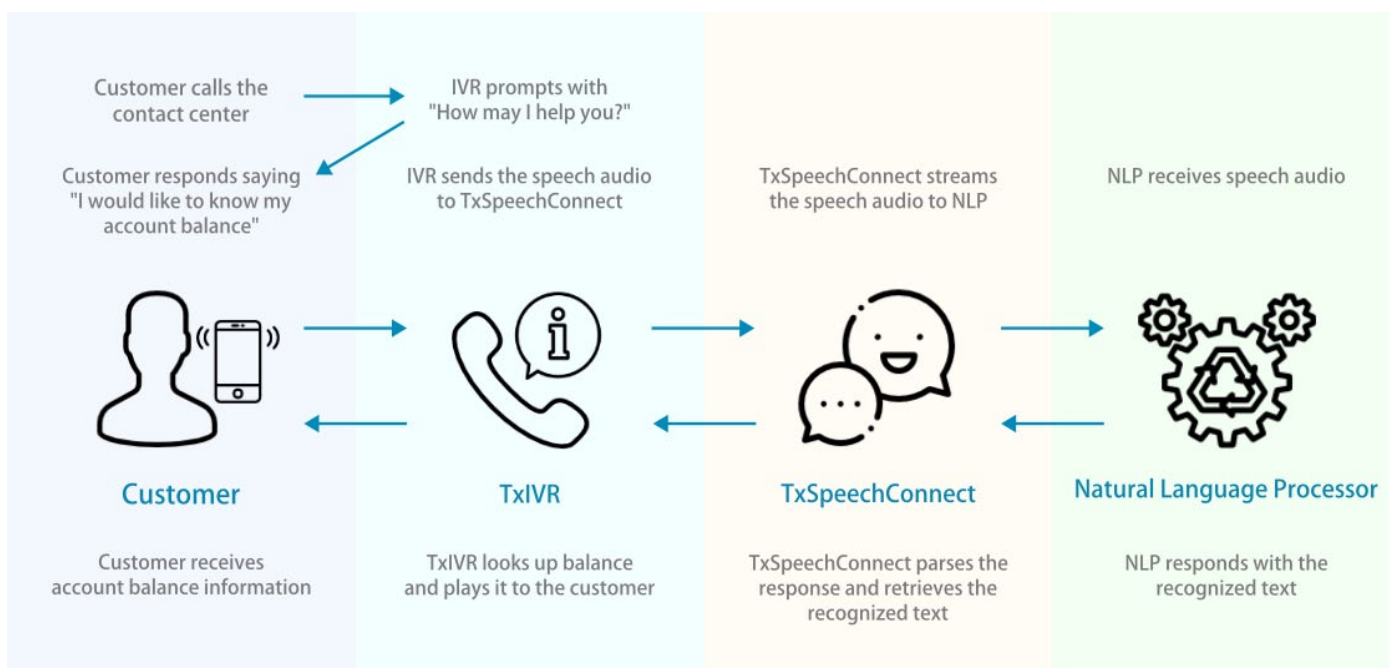 Customer calls the
contact center
IVR prompts with
"How may I help you?"
Customer responds saying
"I would like to know my
account balance"
IVR sends the speech audio
to TxSpeechConnect
TxSpeechConnect streams
the speech audio to NLP
NLP receives speech audio
i
Customer
TxIVR
TxSpeechConnect
Natural Language Processor
Customer receives
account balance information
TxIVR looks up balance
and plays it to the customer
TxSpeechConnect parses the
response and retrieves the
recognized text
NLP responds with the
recognized text